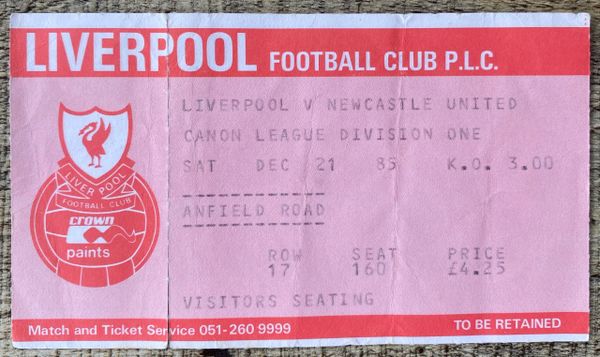 LIVERPOOL FOOTBALL CLUB P.L.C.
LIVERPOOL V NEWCASTLE UNITED
CANON LEAGUE DIVISION ONE
SAT DEC 21 85 K.O. 3.00
ANFIELD ROAD
ROW SEAT PRICE
17 160 £4.25
VISITORS SEATING
LIVERPOOL
FOOTBALL CLUB
crown
paints
Match and Ticket Service 051-260 9999
TO BE RETAINED